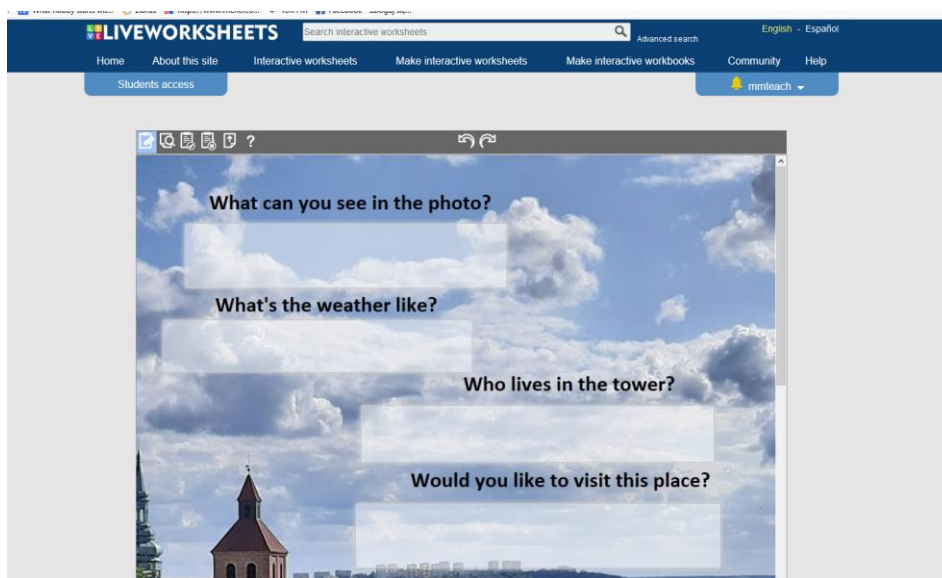 LIVEWORKSHEETS
Search interactive worksheets
Advanced search
English - Español
Home About this site Interactive worksheets Make interactive worksheets Make interactive workbooks Community Help
Students access
mmteach
?
What can you see in the photo?
What's the weather like?
Who lives in the tower?
Would you like to visit this place?